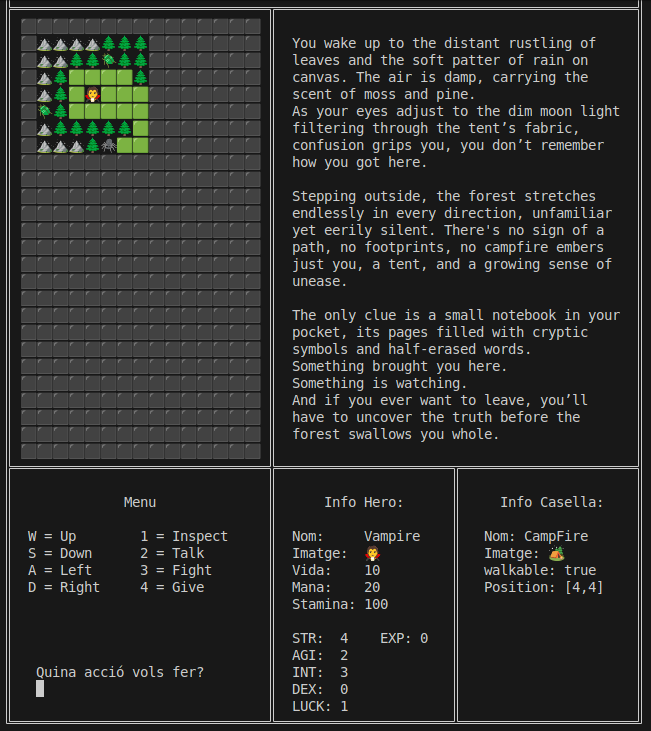 You wake up to the distant rustling of
leaves and the soft patter of rain on
canvas. The air is damp, carrying the
scent of moss and pine.
As your eyes adjust to the dim moon light
filtering through the tent’s fabric,
confusion grips you, you don’t remember
how you got here.
Stepping outside, the forest stretches
endlessly in every direction, unfamiliar
yet eerily silent. There's no sign of a
path, no footprints, no campfire embers
just you, a tent, and a growing sense of
unease.
The only clue is a small notebook in your
pocket, its pages filled with cryptic
symbols and half-erased words.
Something brought you here.
Something is watching.
And if you ever want to leave, you’ll
have to uncover the truth before the
forest swallows you whole.
Menu
W = Up 1 = Inspect
S = Down 2 = Talk
A = Left 3 = Fight
D = Right 4 = Give
Quina acció vols fer?
Info Hero:
Nom: Vampire
Imatge:
Vida: 10
Mana: 20
Stamina: 100
STR: 4 EXP: 0
AGI: 2
INT: 3
DEX: 0
LUCK: 1
Info Casella:
Nom: CampFire
Imatge:
walkable: true
Position: [4,4]